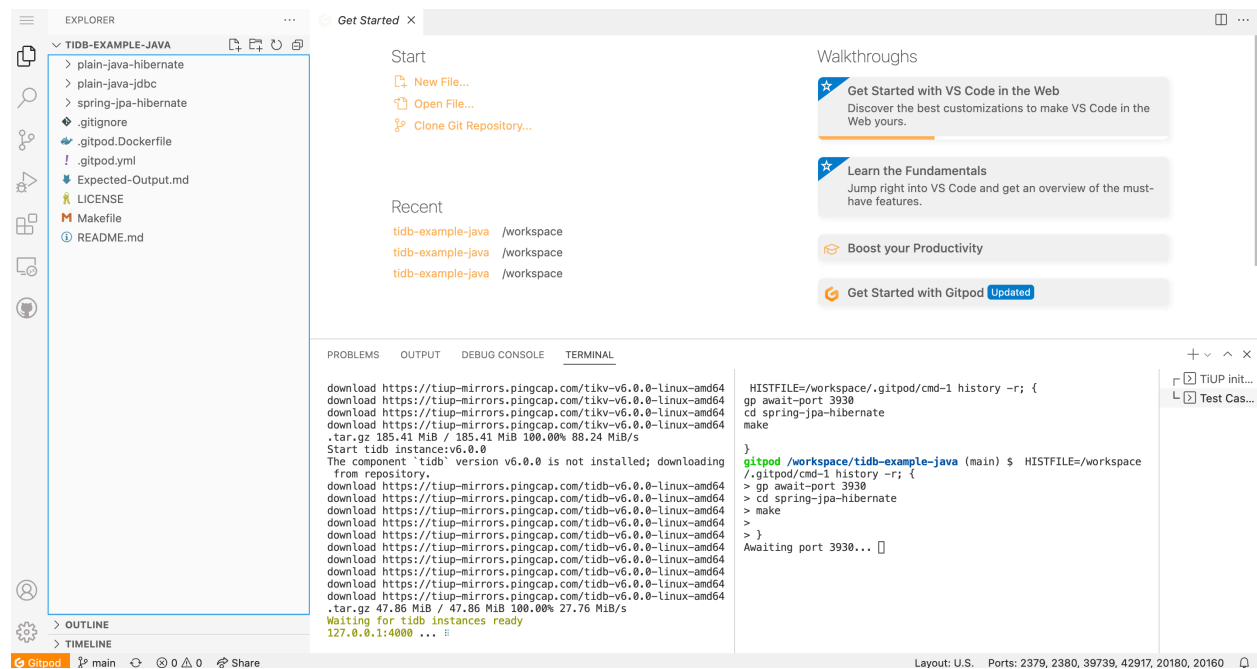 EXPLORER
TIDB-EXAMPLE-JAVA
plain-java-hibernate
plain-java-jdbc
spring-jpa-hibernate
.gitignore
.gitpod.Dockerfile
.gitpod.yml
Expected-Output.md
LICENSE
Makefile
README.md
OUTLINE
TIMELINE
Get Started
Start
New File...
Open File...
Clone Git Repository...
Recent
tidb-example-java /workspace
tidb-example-java /workspace
tidb-example-java /workspace
Walkthroughs
Get Started with VS Code in the Web
Discover the best customizations to make VS Code in the
Web yours.
Learn the Fundamentals
Jump right into VS Code and get an overview of the must-
have features.
Boost your Productivity
Get Started with Gitpod Updated
PROBLEMS OUTPUT DEBUG CONSOLE TERMINAL
download https://tiup-mirrors.pingcap.com/tikv-v6.0.0-linux-amd64
download https://tiup-mirrors.pingcap.com/tikv-v6.0.0-linux-amd64
download https://tiup-mirrors.pingcap.com/tikv-v6.0.0-linux-amd64
download https://tiup-mirrors.pingcap.com/tikv-v6.0.0-linux-amd64
.tar.gz 185.41 MiB / 185.41 MiB 100.00% 88.24 MiB/s
Start tidb instance:v6.0.0
The component `tidb` version v6.0.0 is not installed; downloading
from repository.
download https://tiup-mirrors.pingcap.com/tidb-v6.0.0-linux-amd64
download https://tiup-mirrors.pingcap.com/tidb-v6.0.0-linux-amd64
download https://tiup-mirrors.pingcap.com/tidb-v6.0.0-linux-amd64
download https://tiup-mirrors.pingcap.com/tidb-v6.0.0-linux-amd64
download https://tiup-mirrors.pingcap.com/tidb-v6.0.0-linux-amd64
download https://tiup-mirrors.pingcap.com/tidb-v6.0.0-linux-amd64
download https://tiup-mirrors.pingcap.com/tidb-v6.0.0-linux-amd64
download https://tiup-mirrors.pingcap.com/tidb-v6.0.0-linux-amd64
download https://tiup-mirrors.pingcap.com/tidb-v6.0.0-linux-amd64
download https://tiup-mirrors.pingcap.com/tidb-v6.0.0-linux-amd64
.tar.gz 47.86 MiB / 47.86 MiB 100.00% 27.76 MiB/s
Waiting for tidb instances ready
127.0.0.1:4000 ...
HISTFILE=/workspace/.gitpod/cmd-1 history -r; {
gp await-port 3930
cd spring-jpa-hibernate
make
}
gitpod /workspace/tidb-example-java (main) $ HISTFILE=/workspace
/.gitpod/cmd-1 history -r; {
> gp await-port 3930
> cd spring-jpa-hibernate
> make
>
> }
Awaiting port 3930...
TiUP init...
Test Cas...
Gitpod main 0 0 Share
Layout: U.S. Ports: 2379, 2380, 39739, 42917, 20180, 20160